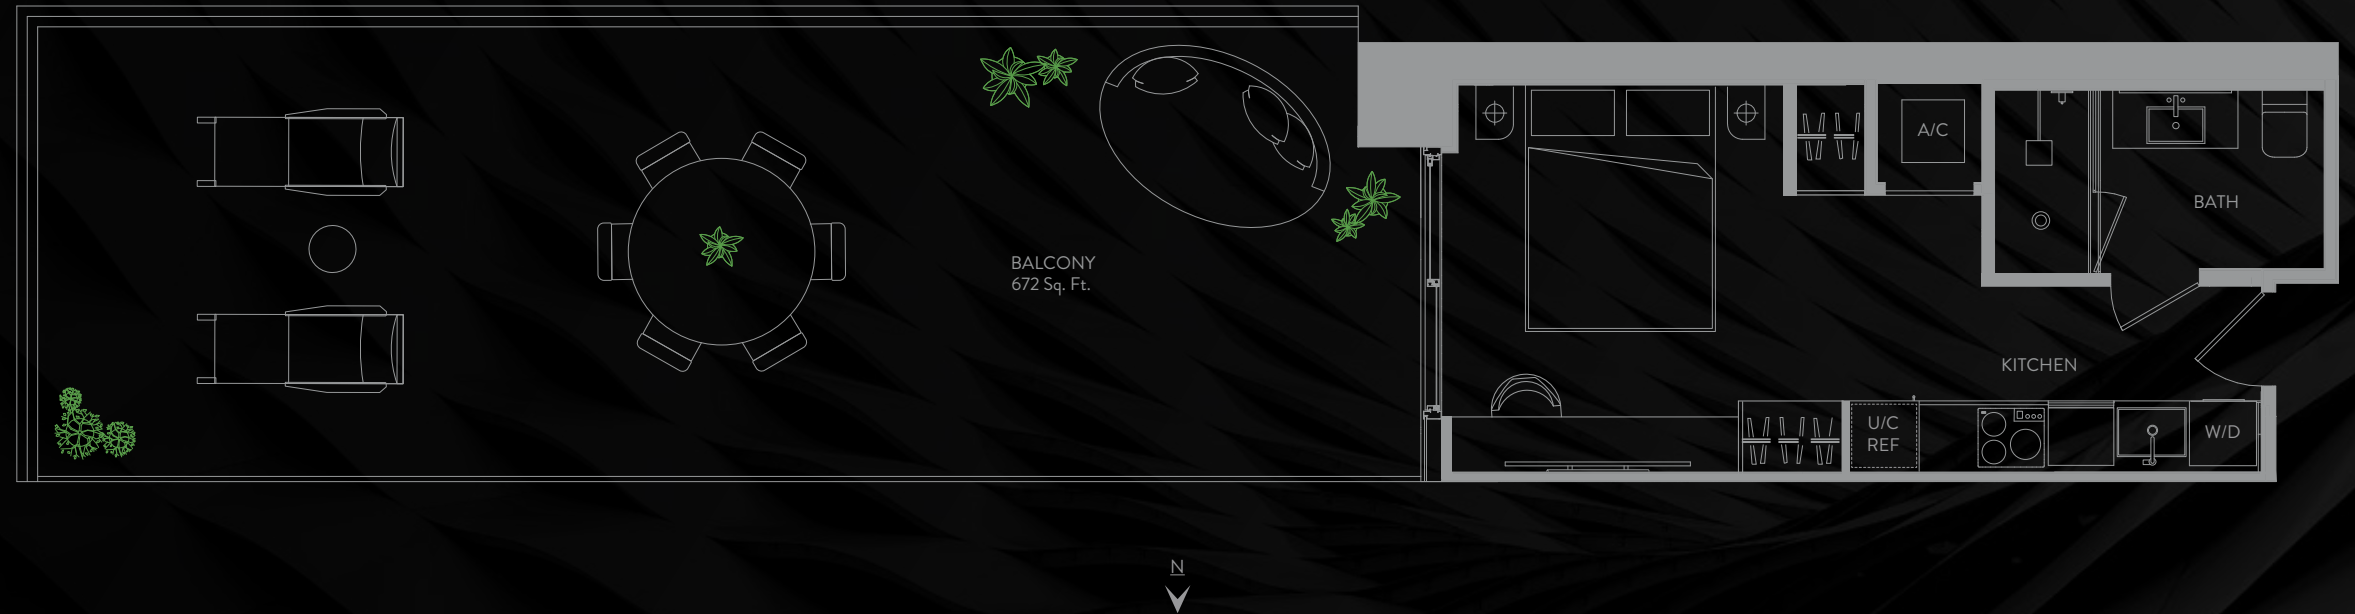 A/C
BATH
BALCONY
672 Sq. Ft.
KITCHEN
U/C
REF
W/D
N